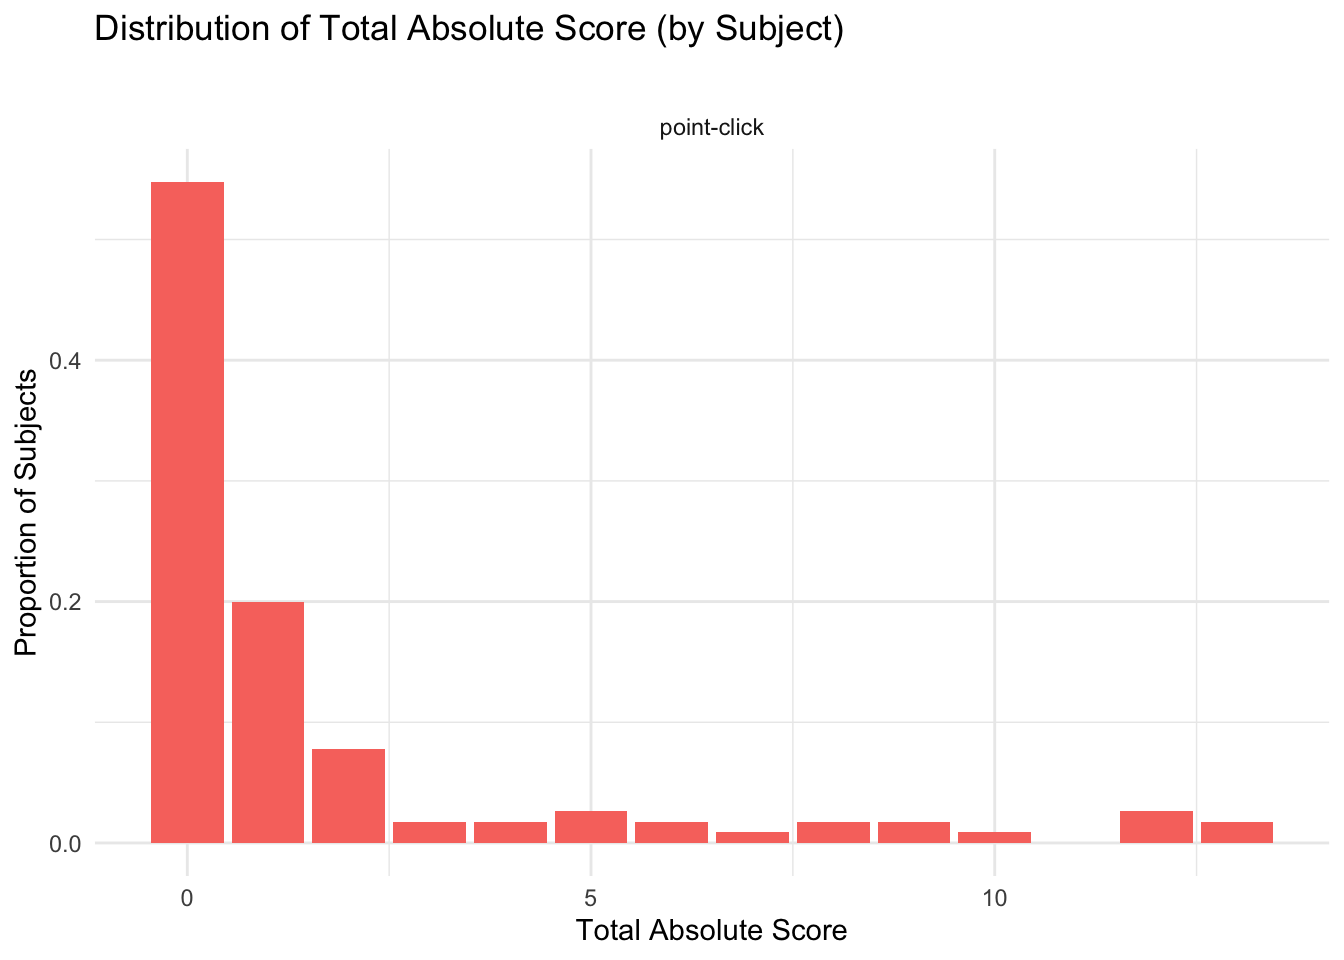 Distribution of Total Absolute Score (by Subject)
point-click
Proportion of Subjects
0.4
0.2
0.0
0 5 10
Total Absolute Score